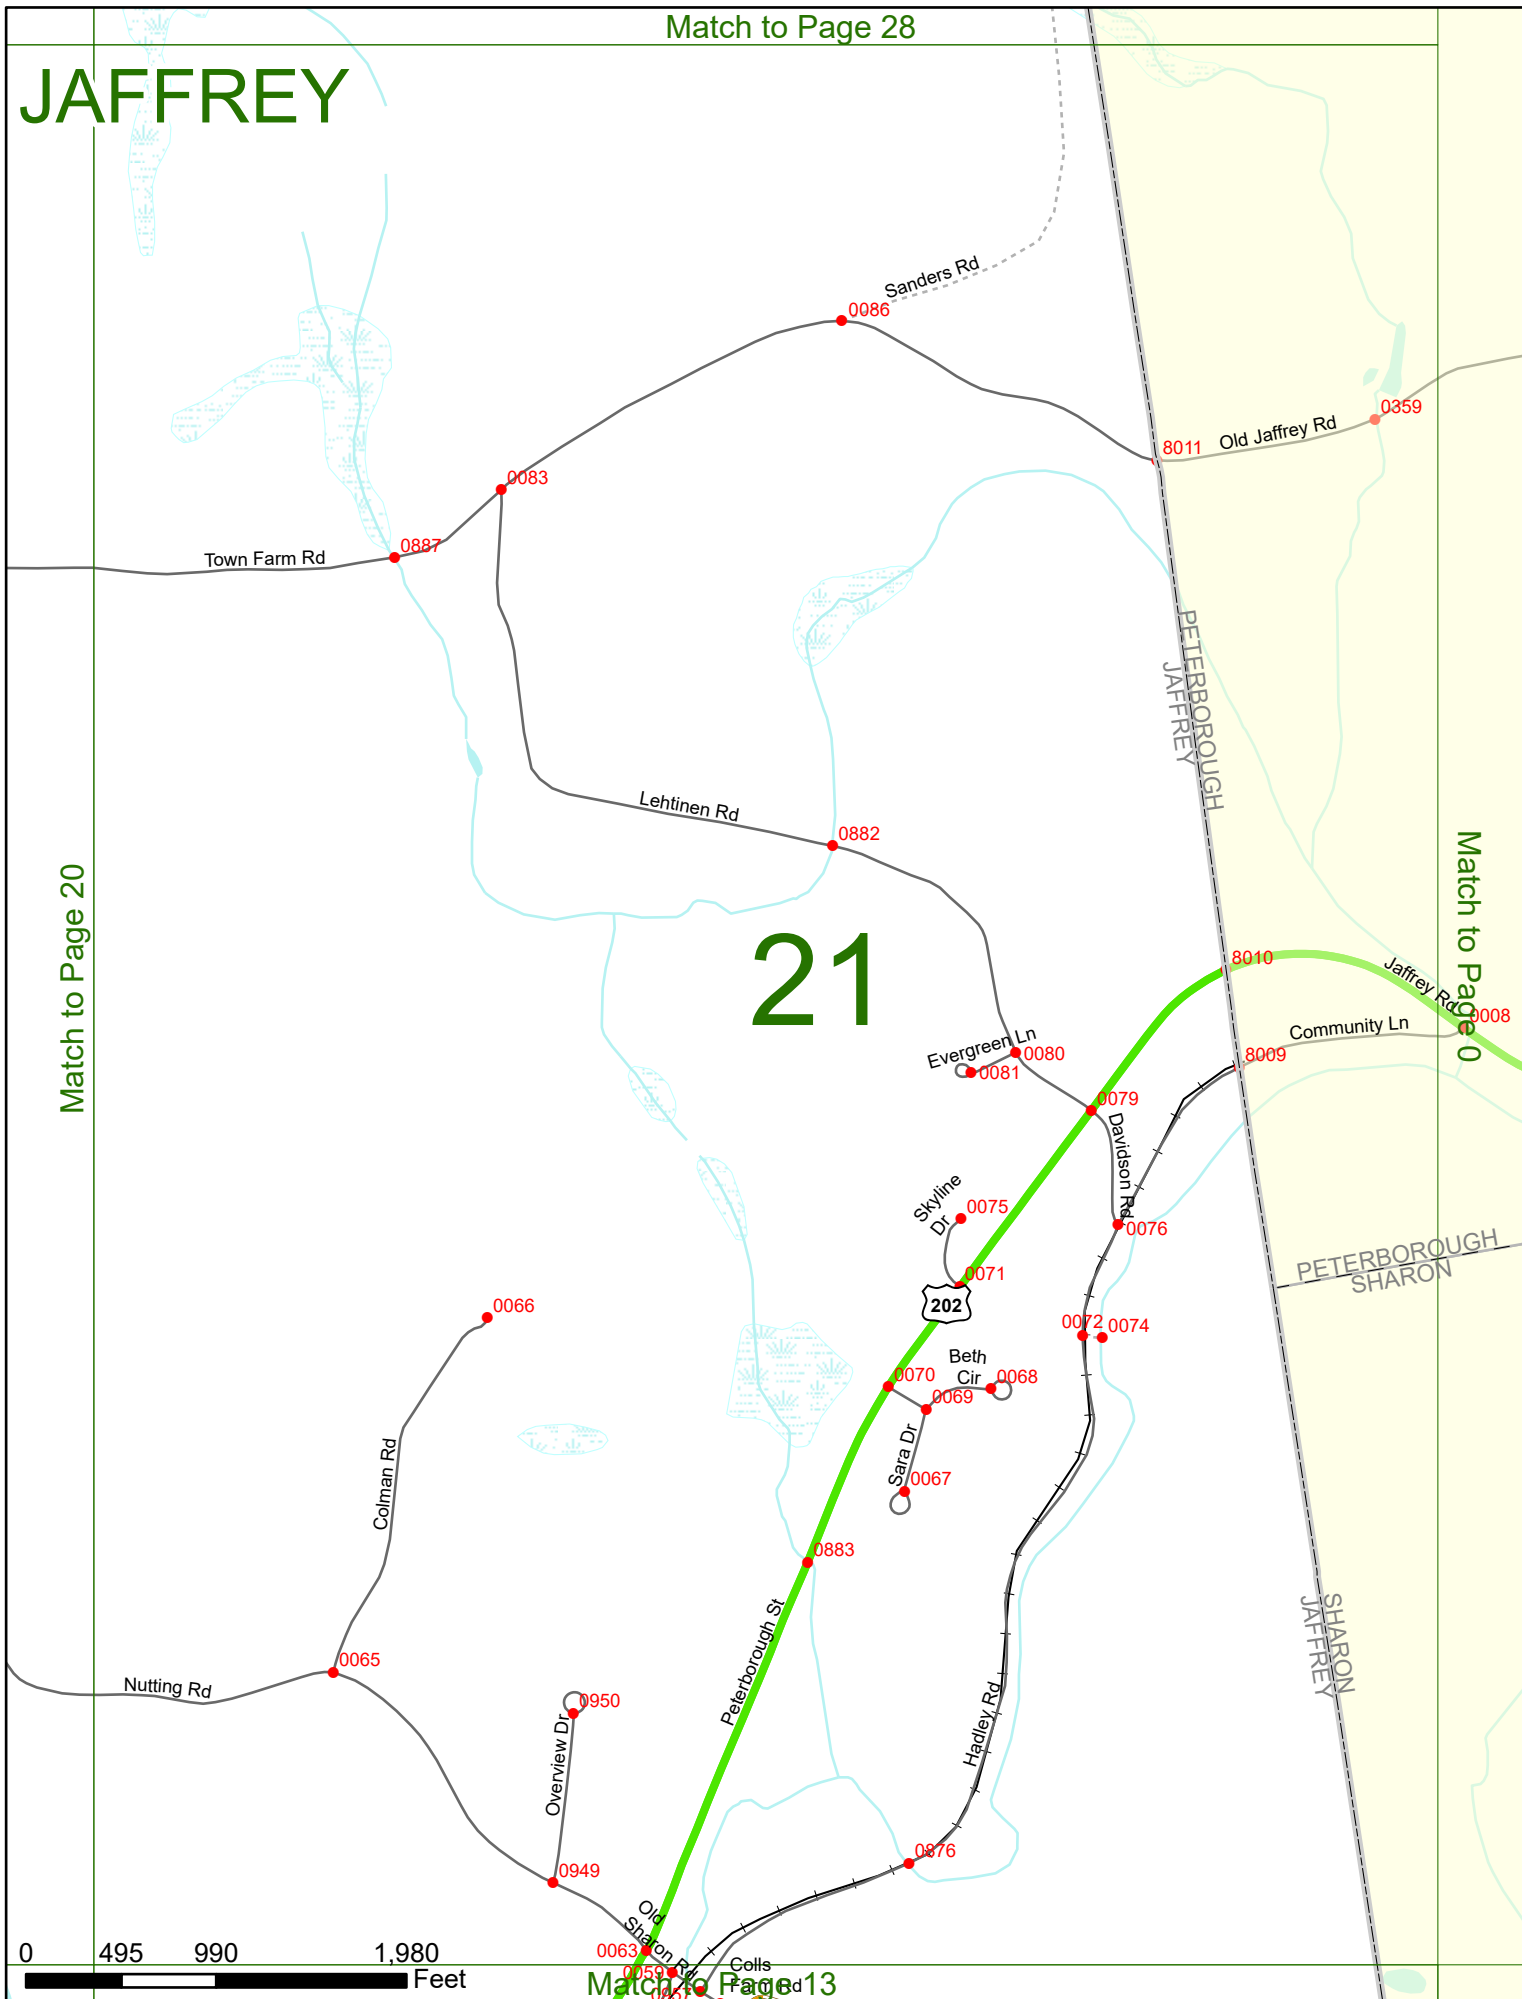 Match to Page 28
JAFFREY
Sanders Rd
0086
0359
8011
Old Jaffrey Rd
0083
0887
Town Farm Rd
PETERBOROUGH
JAFFREY
Lehtinen Rd
0882
Match to Page 20
Match to Page 0
21
8010
Jaffrey Rd
0008
Community Ln
Evergreen Ln
0080
8009
0081
0079
Davidson Rd
Skyline
Dr
0075
0076
PETERBOROUGH
SHARON
0071
202
0066
0072
0074
Beth
Cir
0070
0068
0069
Colman Rd
Sara Dr
0067
0883
Peterborough St
SHARON
JAFFREY
0065
Nutting Rd
0950
Overview Dr
Hadley Rd
0876
0949
Old
Sharon Rd
0063
0059
Colls
Farm Rd
0 495 990 1,980
Feet
Match to Page 13